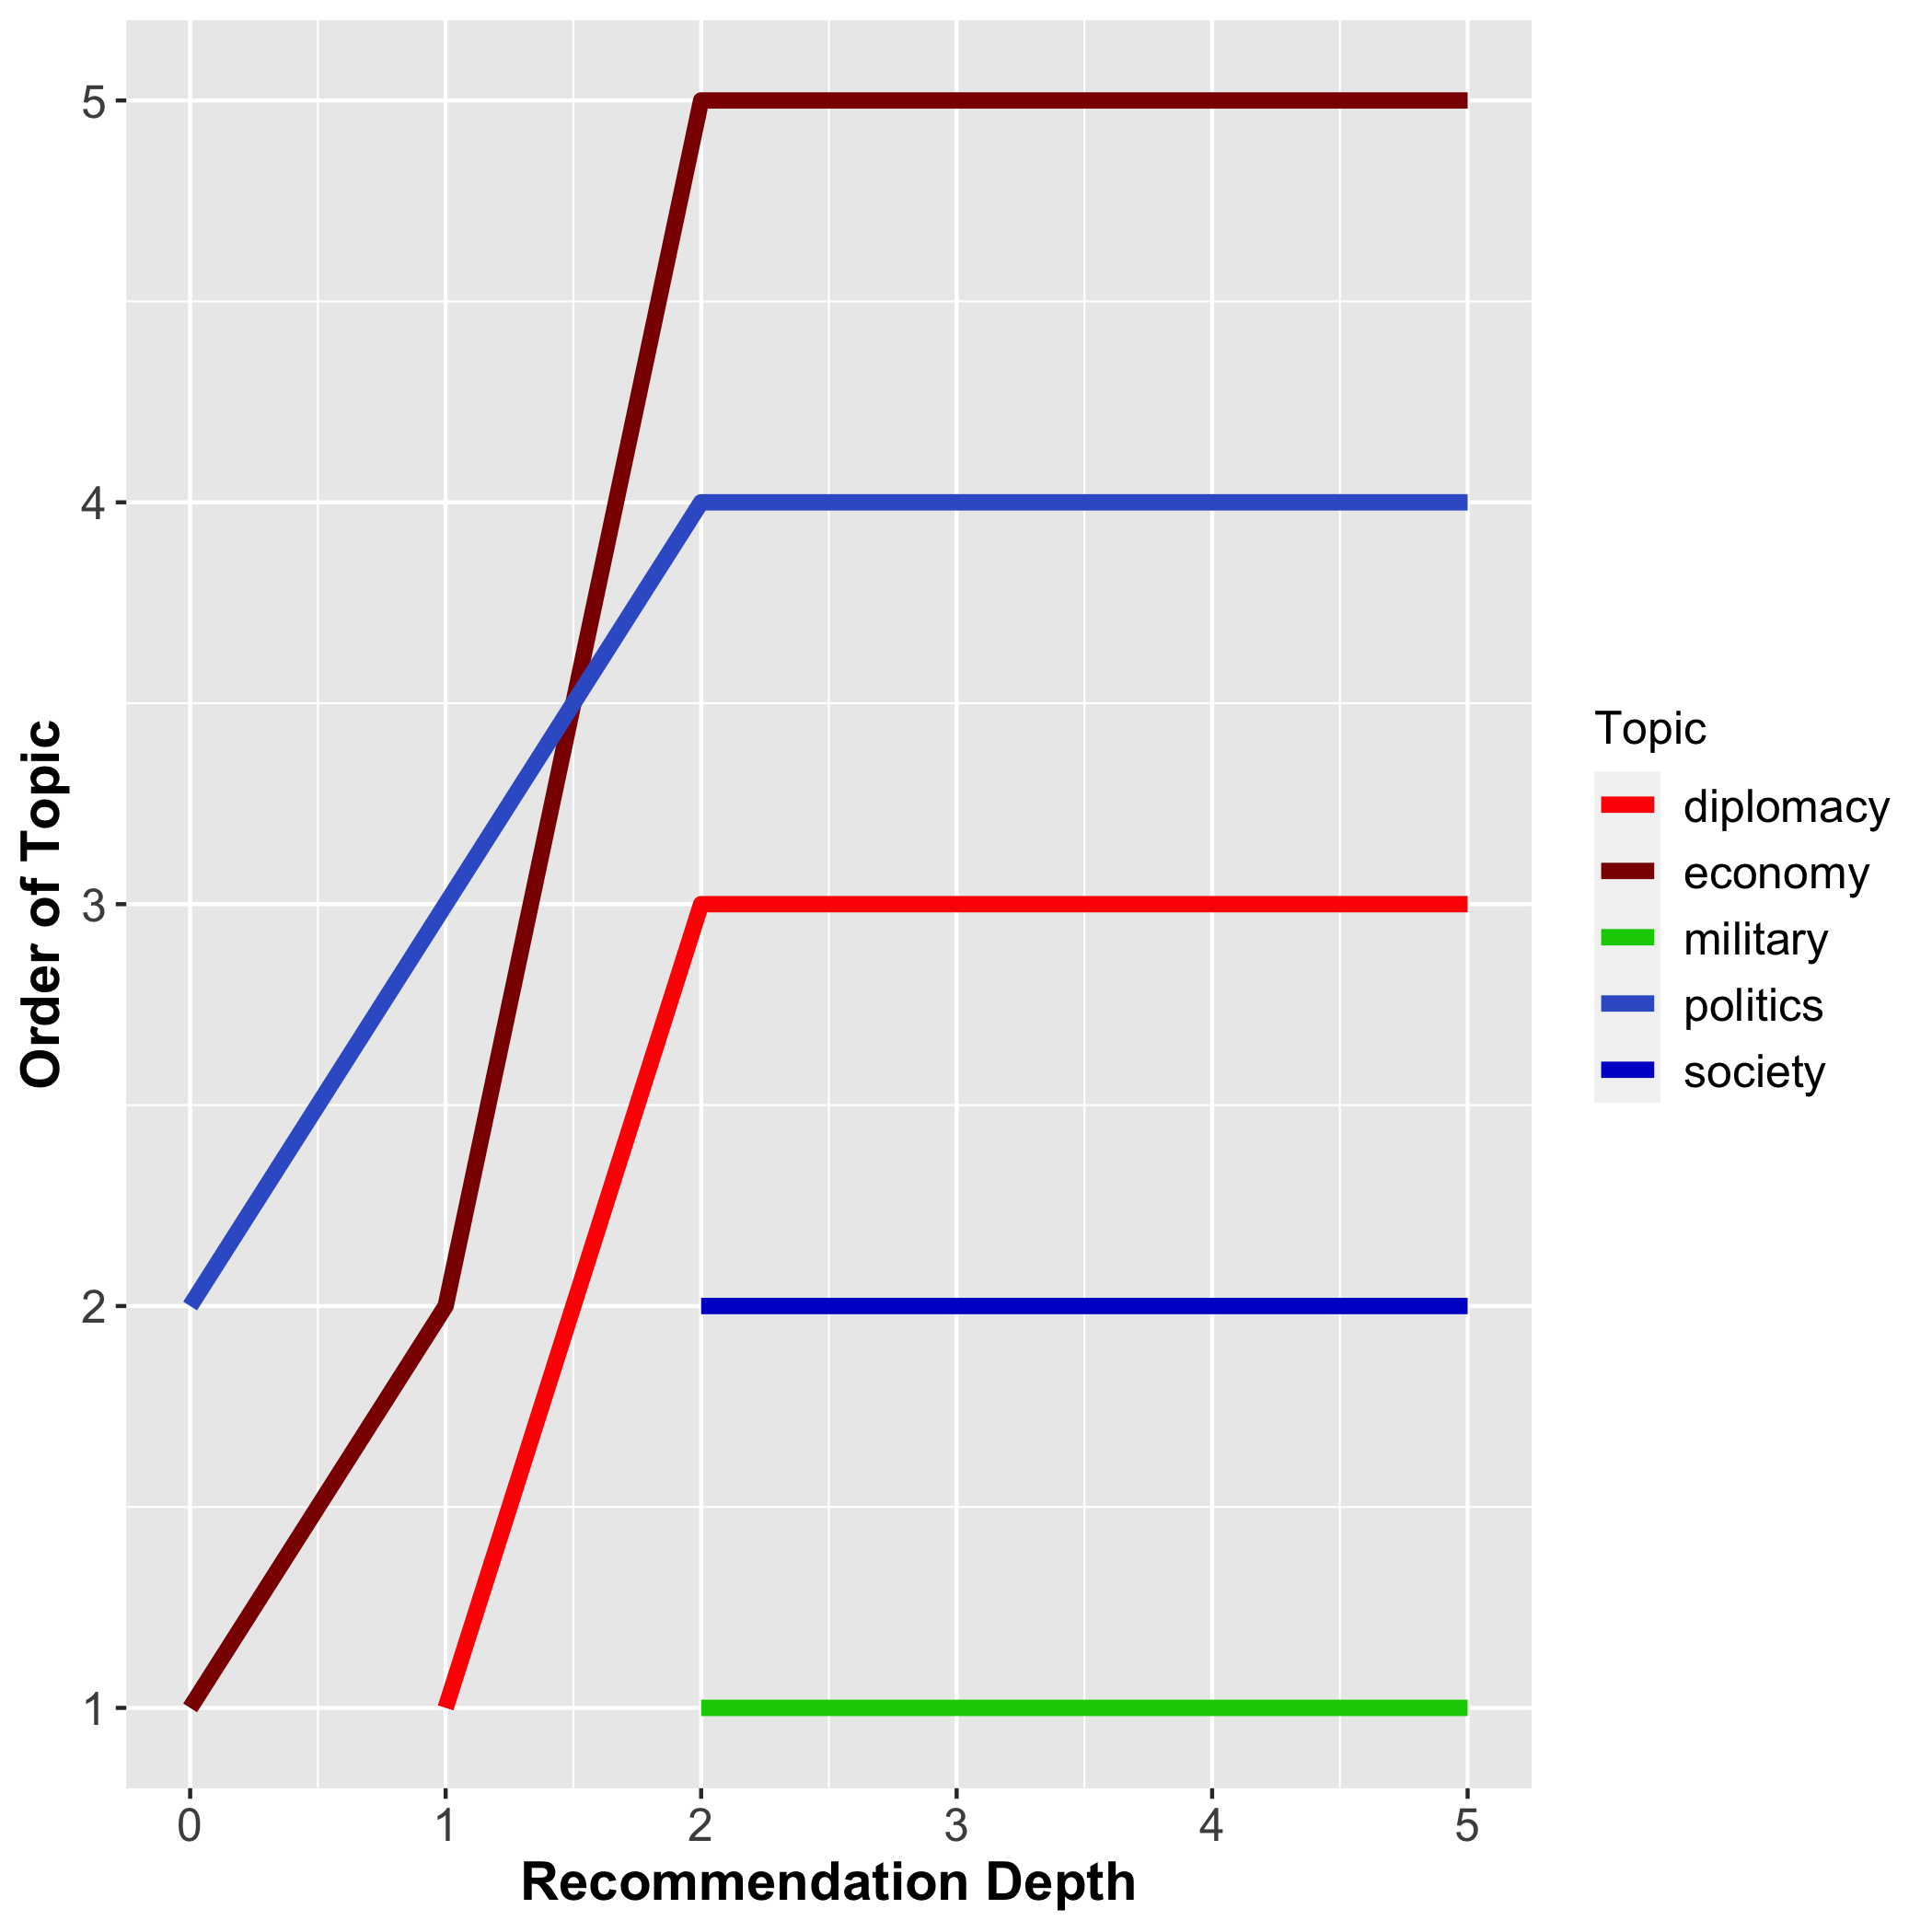 5
4
3
2
1
Order of Topic
0 1 2 3 4 5
Recommendation Depth
Topic
diplomacy
economy
military
politics
society